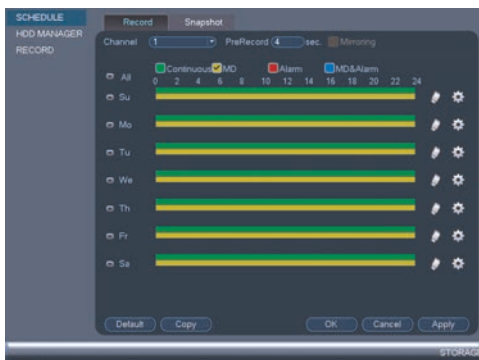 SCHEDULE
HDD MANAGER
RECORD
Record Snapshot
Channel 1 PreRecord 4 sec. Mirroring
All Continuous MD Alarm MD&Alarm
0 2 4 6 8 10 12 14 16 18 20 22 24
Su
Mo
Tu
We
Th
Fr
Sa
Default Copy OK Cancel Apply
STORAG